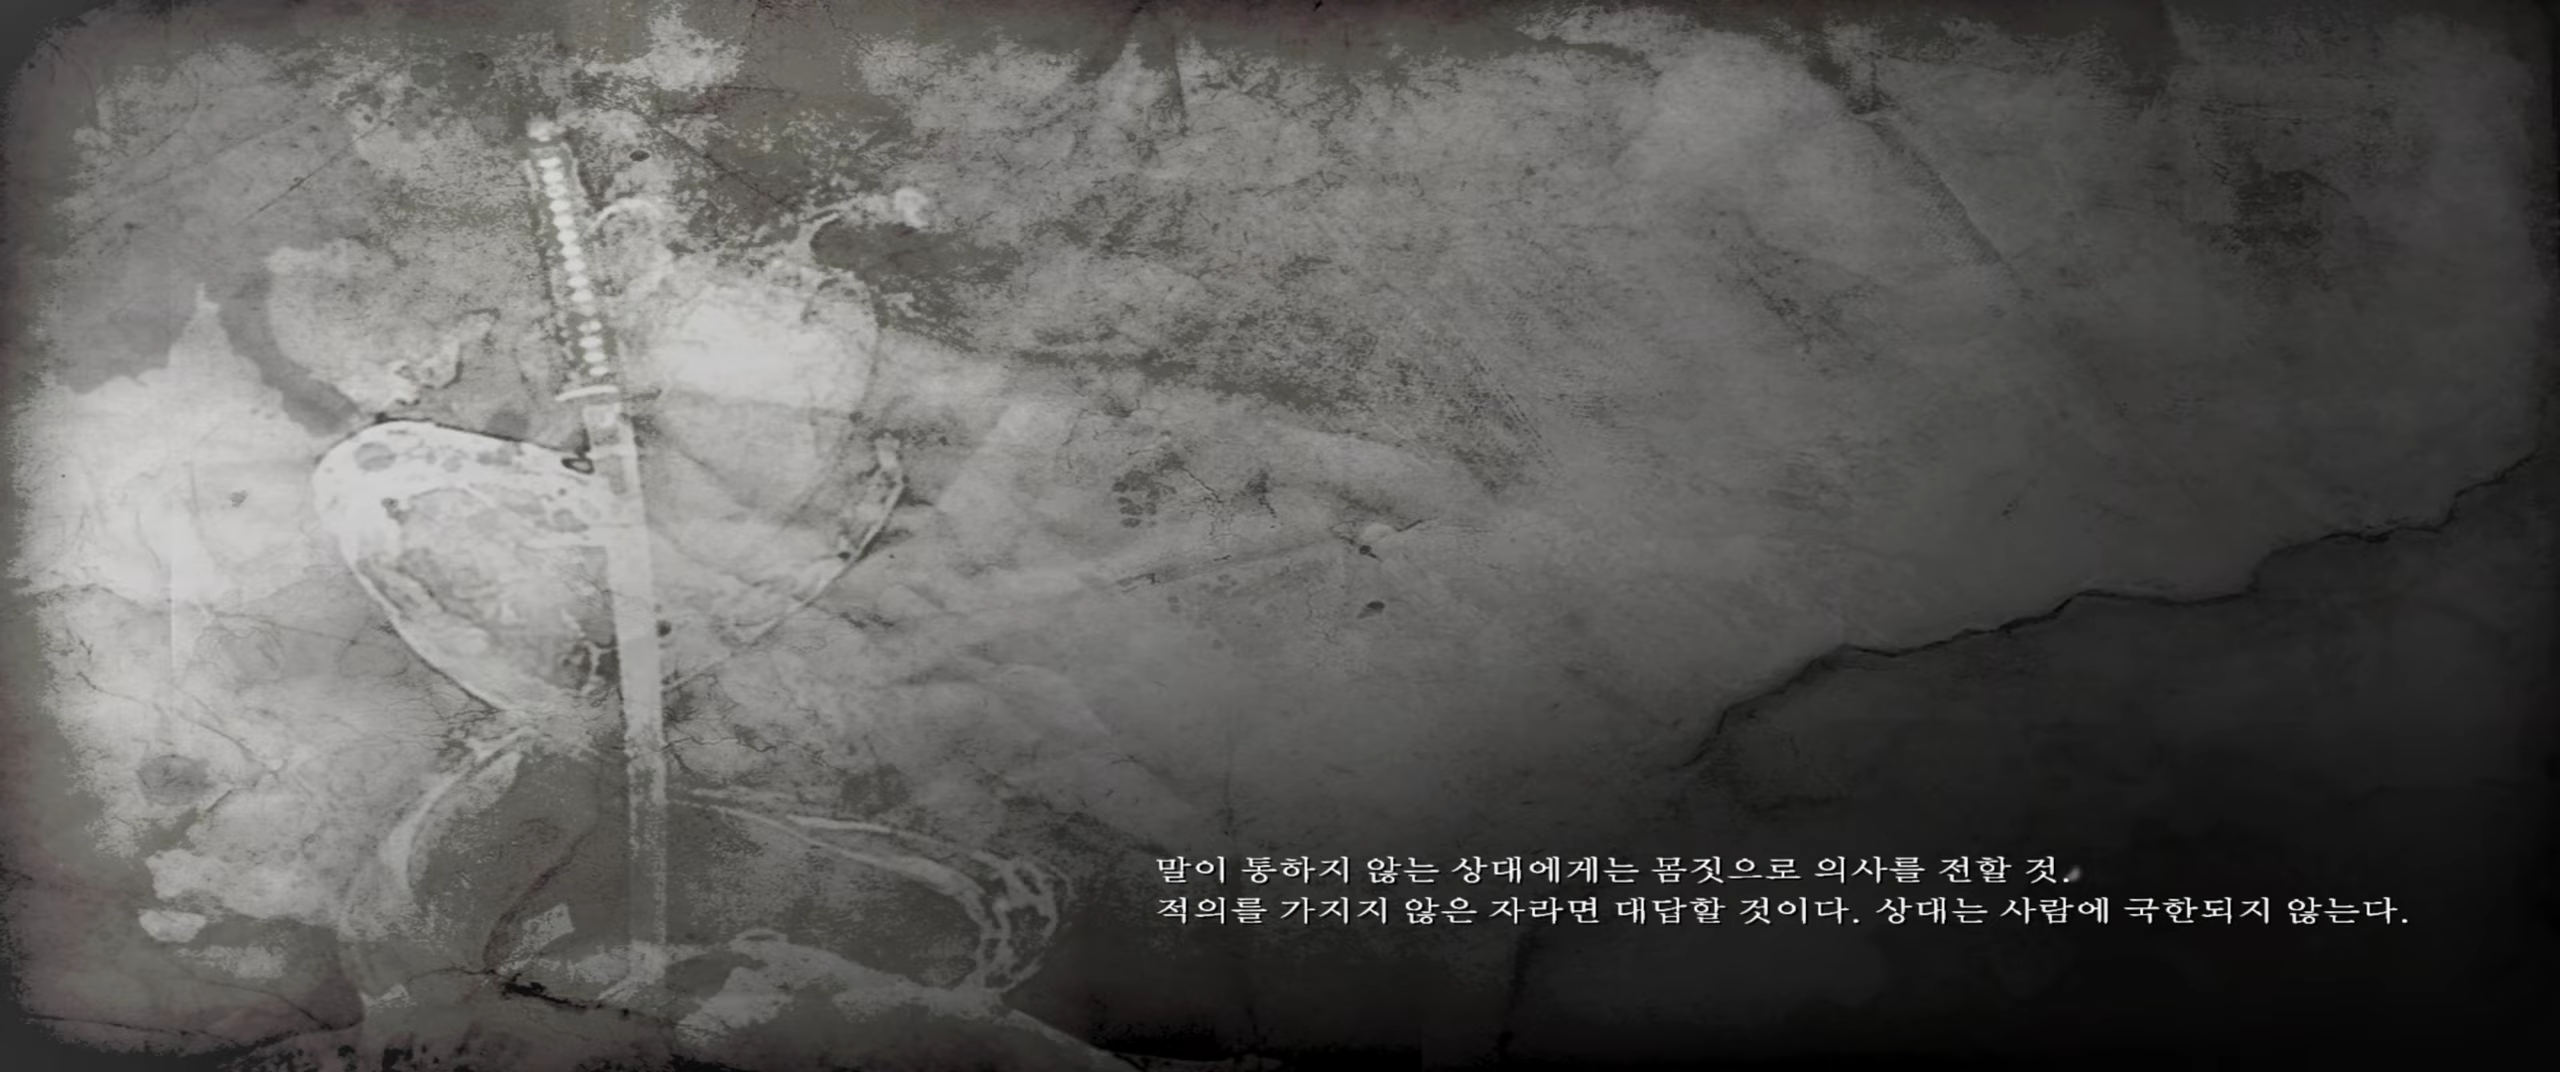 말이 통하지 않는 상대에게는 몸짓으로 의사를 전할 것.
적의를 가지지 않은 자라면 대답할 것이다. 상대는 사람에 국한되지 않는다.